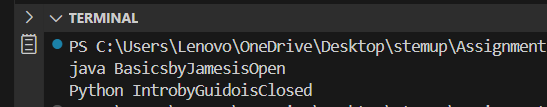 TERMINAL
PS C:\Users\Lenovo\OneDrive\Desktop\stemup\Assignment
java BasicsbyJamesisOpen
Python IntrobyGuidoisClosed